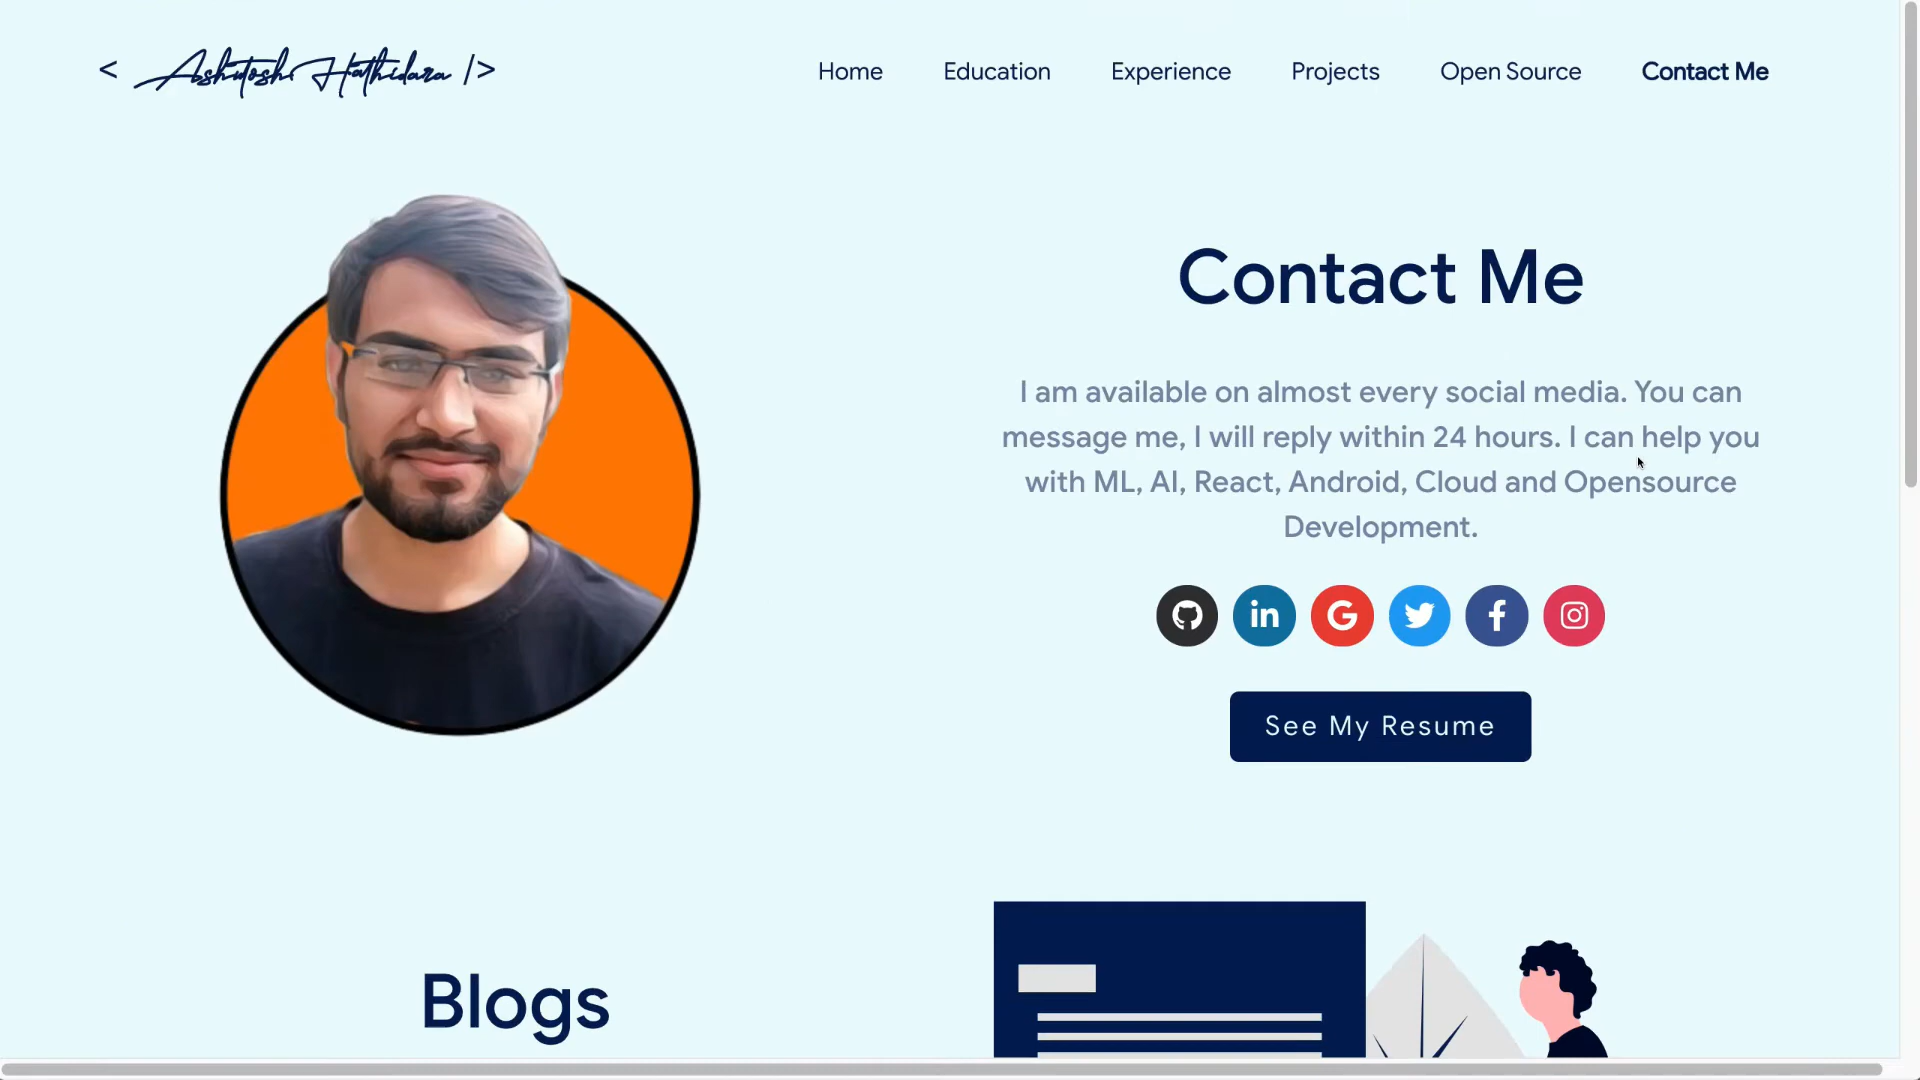 < Ashutosh Hathidara />
Home
Education
Experience
Projects
Open Source
Contact Me
Contact Me
I am available on almost every social media. You can
message me, I will reply within 24 hours. I can help you
with ML, AI, React, Android, Cloud and Opensource
Development.
See My Resume
Blogs